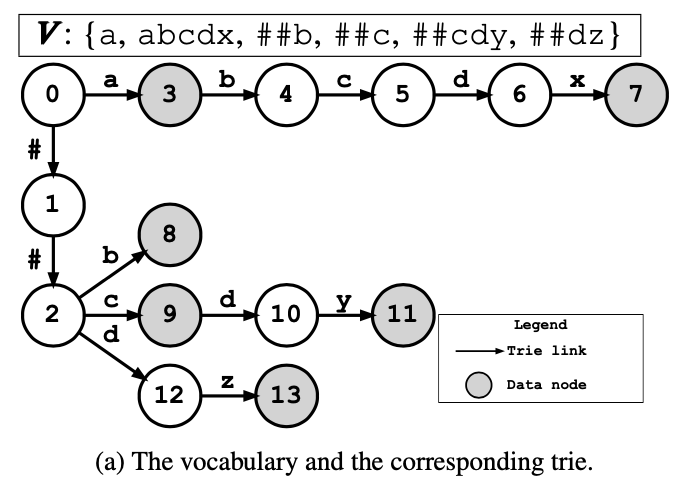 V: {a, abcdx, ##b, ##c, ##cdy, ##dz}
0 a 3 b 4 c 5 d 6 x 7
#
1
#
8
b
2 c 9 d 10 y 11
d
12 z 13
Legend
Trie link
Data node
(a) The vocabulary and the corresponding trie.